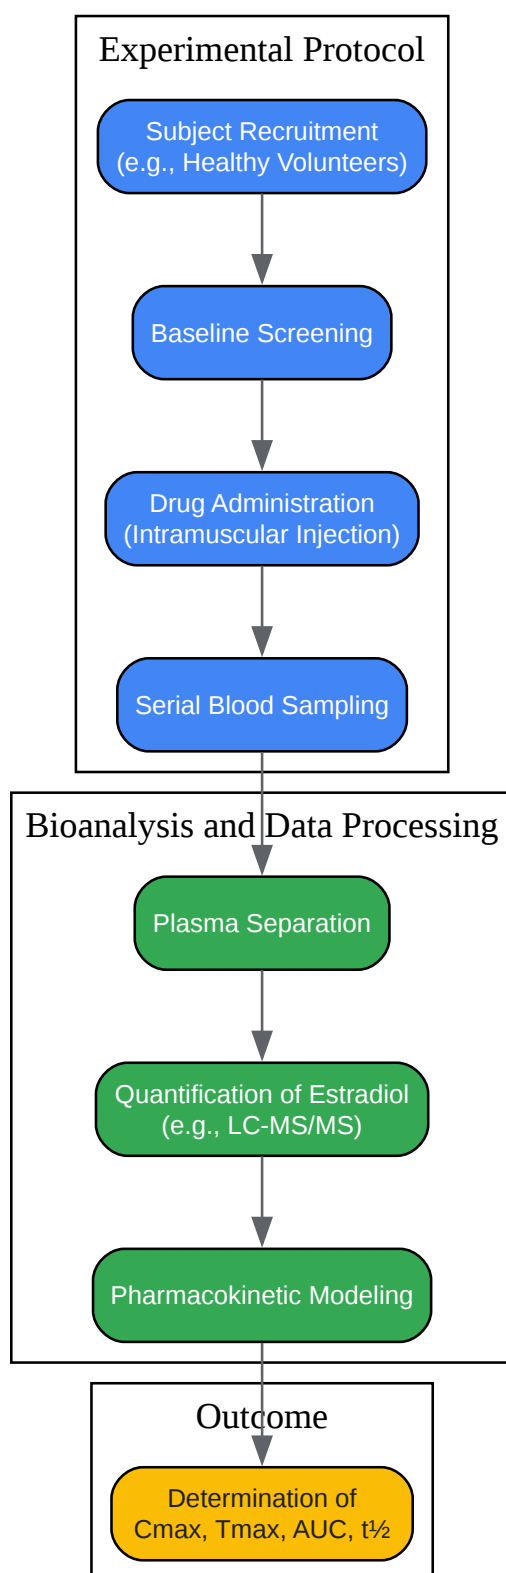 Experimental Protocol
Subject Recruitment
(e.g., Healthy Volunteers)
Baseline Screening
Drug Administration
(Intramuscular Injection)
Serial Blood Sampling
Bioanalysis and Data Processing
Plasma Separation
Quantification of Estradiol
(e.g., LC-MS/MS)
Pharmacokinetic Modeling
Outcome
Determination of
Cmax, Tmax, AUC, t½